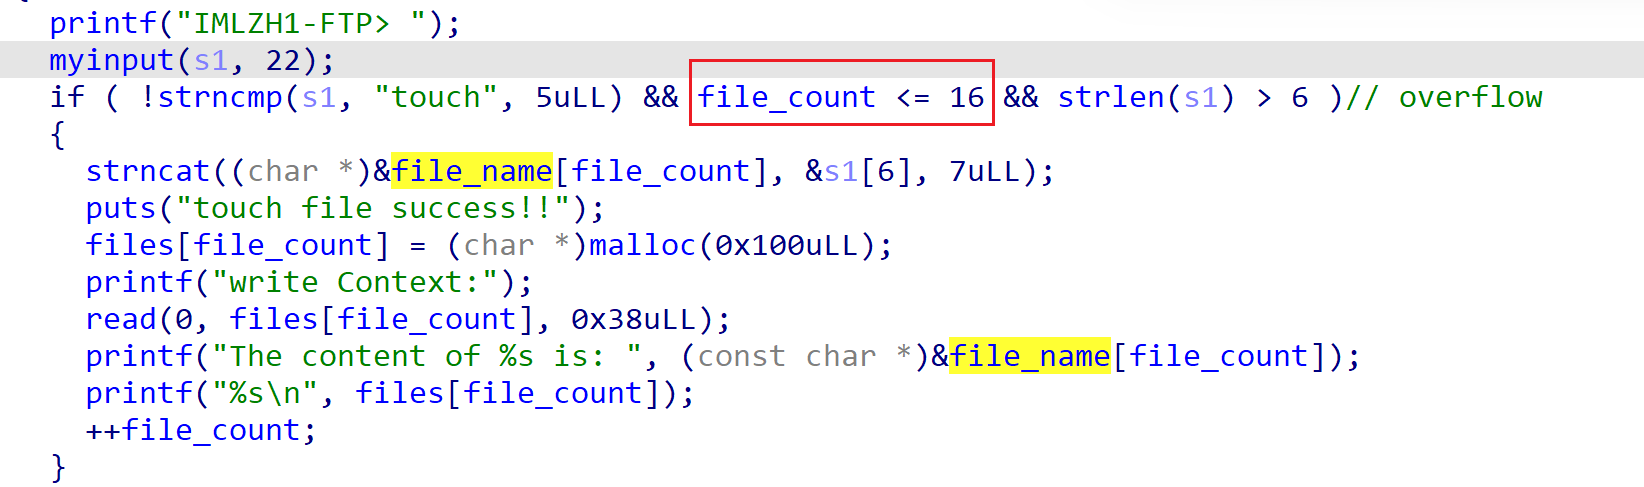 printf("IMLZH1-FTP> ");
myinput(s1, 22);
if ( !strncmp(s1, "touch", 5uLL) && file_count <= 16 && strlen(s1) > 6 )// overflow
{
strncat((char *)&file_name[file_count], &s1[6], 7uLL);
puts("touch file success!!");
files[file_count] = (char *)malloc(0x100uLL);
printf("write Context:");
read(0, files[file_count], 0x38uLL);
printf("The content of %s is: ", (const char *)&file_name[file_count]);
printf("%s\n", files[file_count]);
++file_count;
}